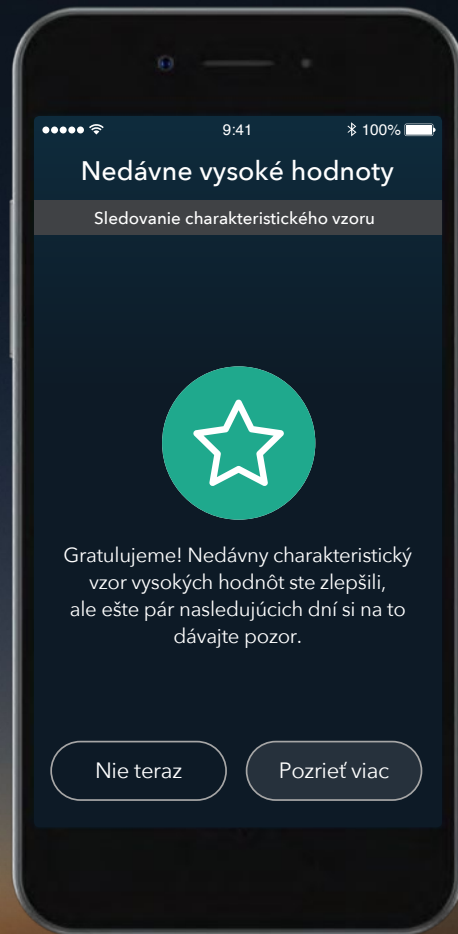 9:41
100%
Nedávne vysoké hodnoty
Sledovanie charakteristického vzoru
Gratulujeme! Nedávny charakteristický
vzor vysokých hodnôt ste zlepšili,
ale ešte pár nasledujúcich dní si na to
dávajte pozor.
Nie teraz
Pozrieť viac